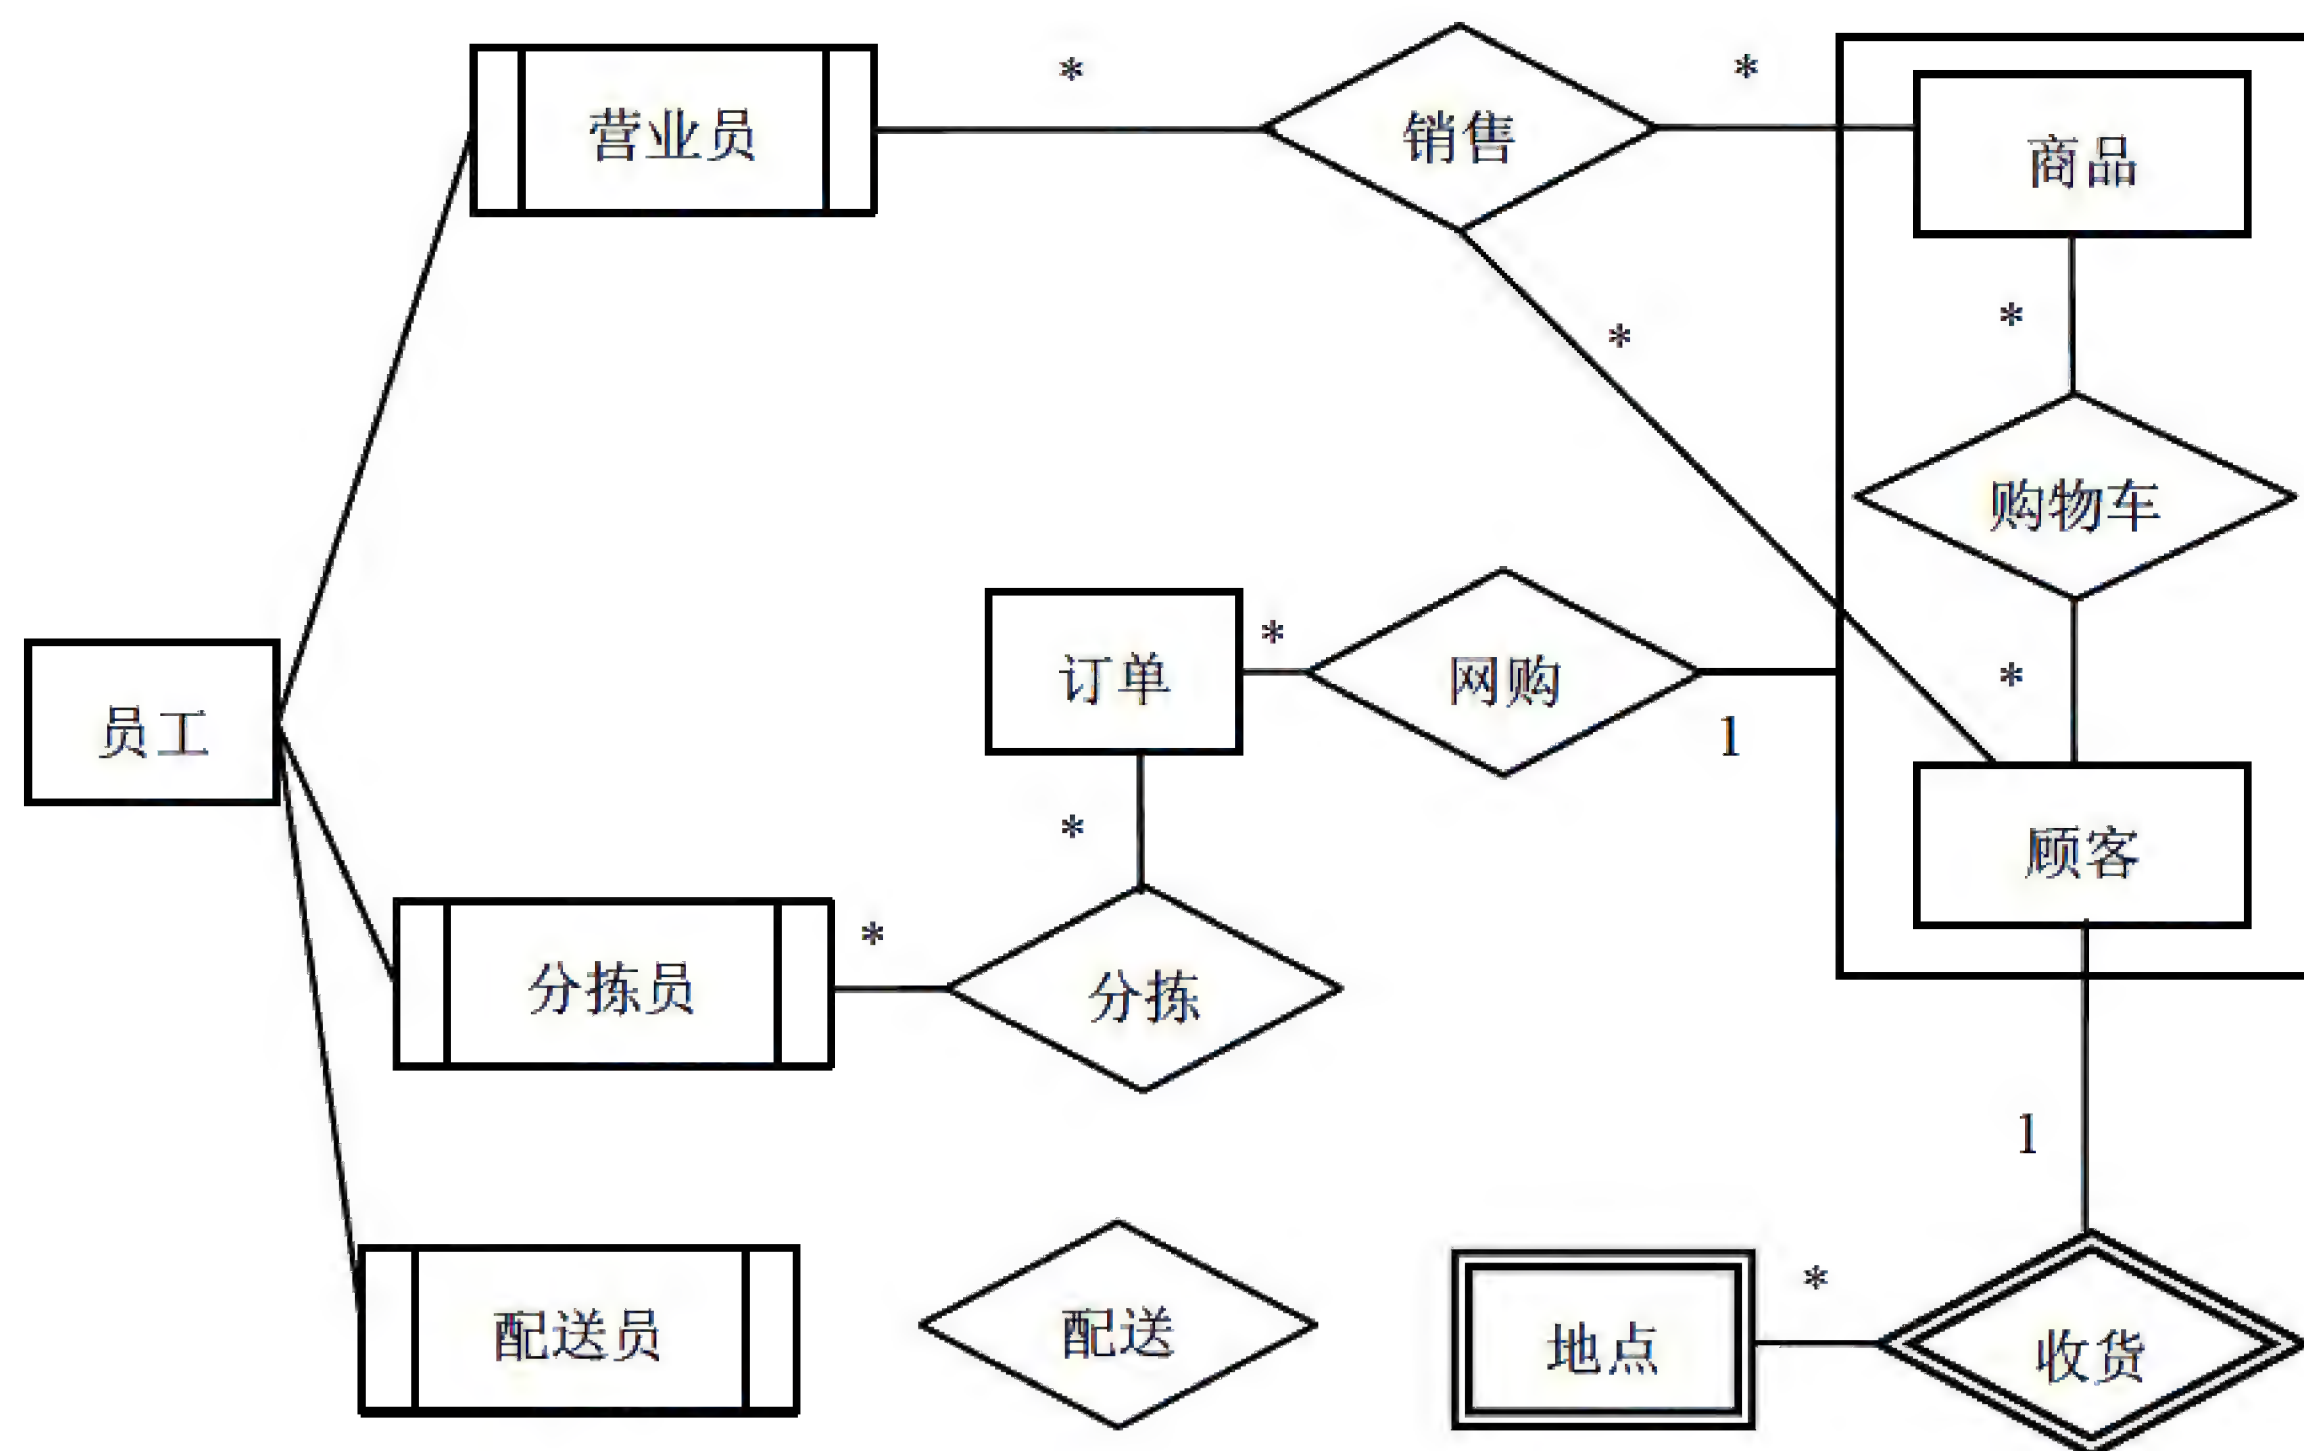 营业员
*
销售
*
商品
*
*
购物车
*
订单
*
网购
1
员工
*
顾客
分拣员
*
分拣
1
配送员
配送
地点
*
收货